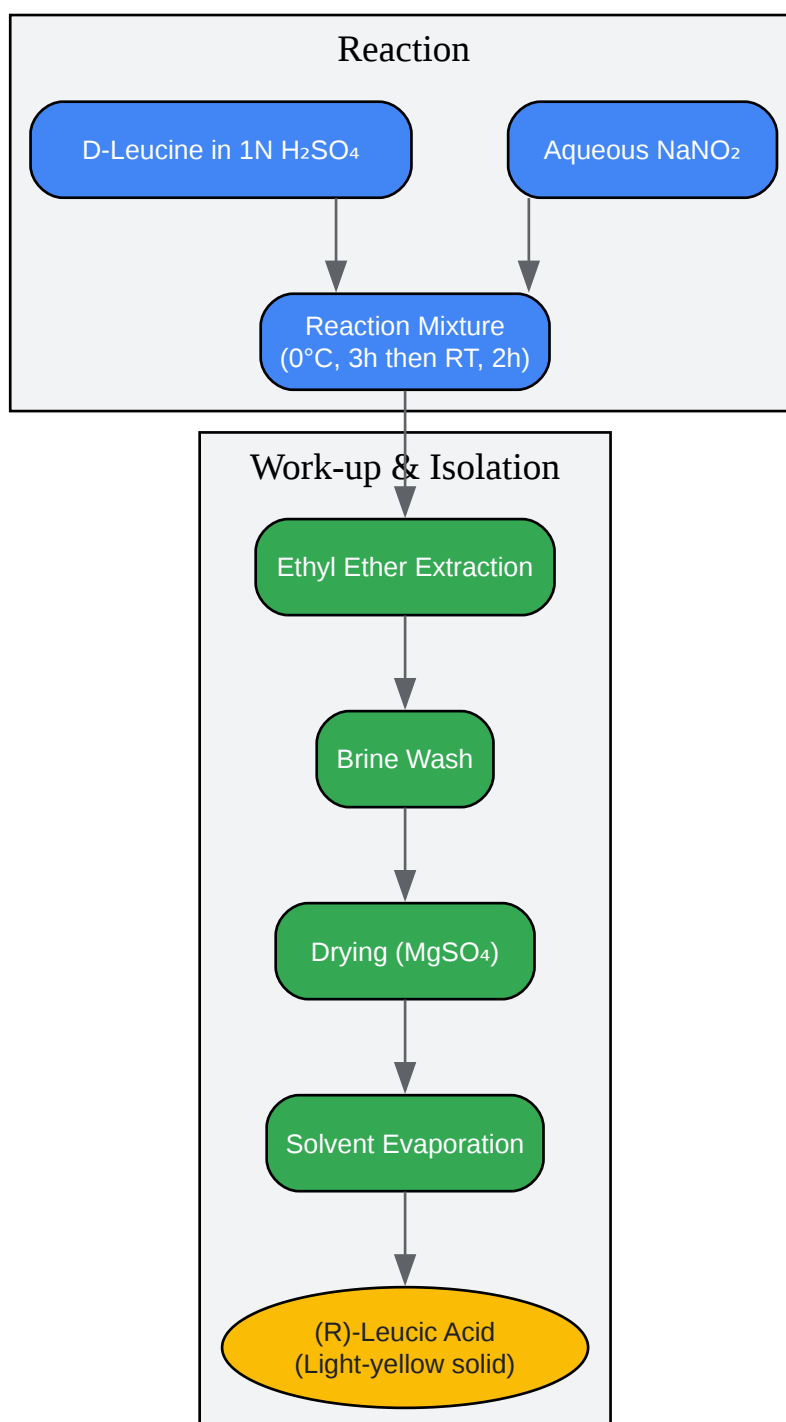 Reaction
D-Leucine in 1N H₂SO₄
Aqueous NaNO₂
Reaction Mixture
(0°C, 3h then RT, 2h)
Work-up & Isolation
Ethyl Ether Extraction
Brine Wash
Drying (MgSO₄)
Solvent Evaporation
(R)-Leucic Acid
(Light-yellow solid)